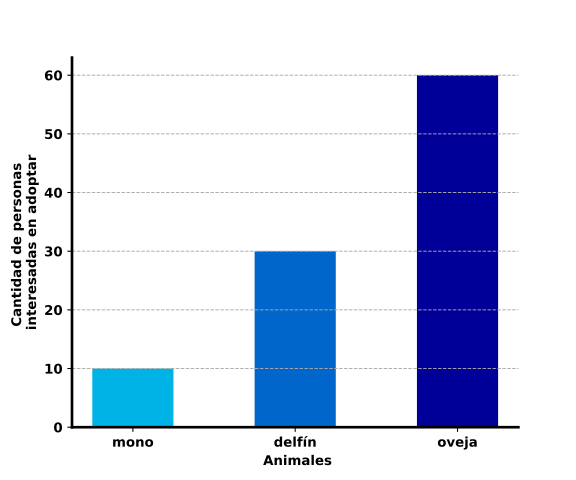 60
50
40
30
20
10
0
Cantidad de personas
interesadas en adoptar
mono delfín oveja
Animales